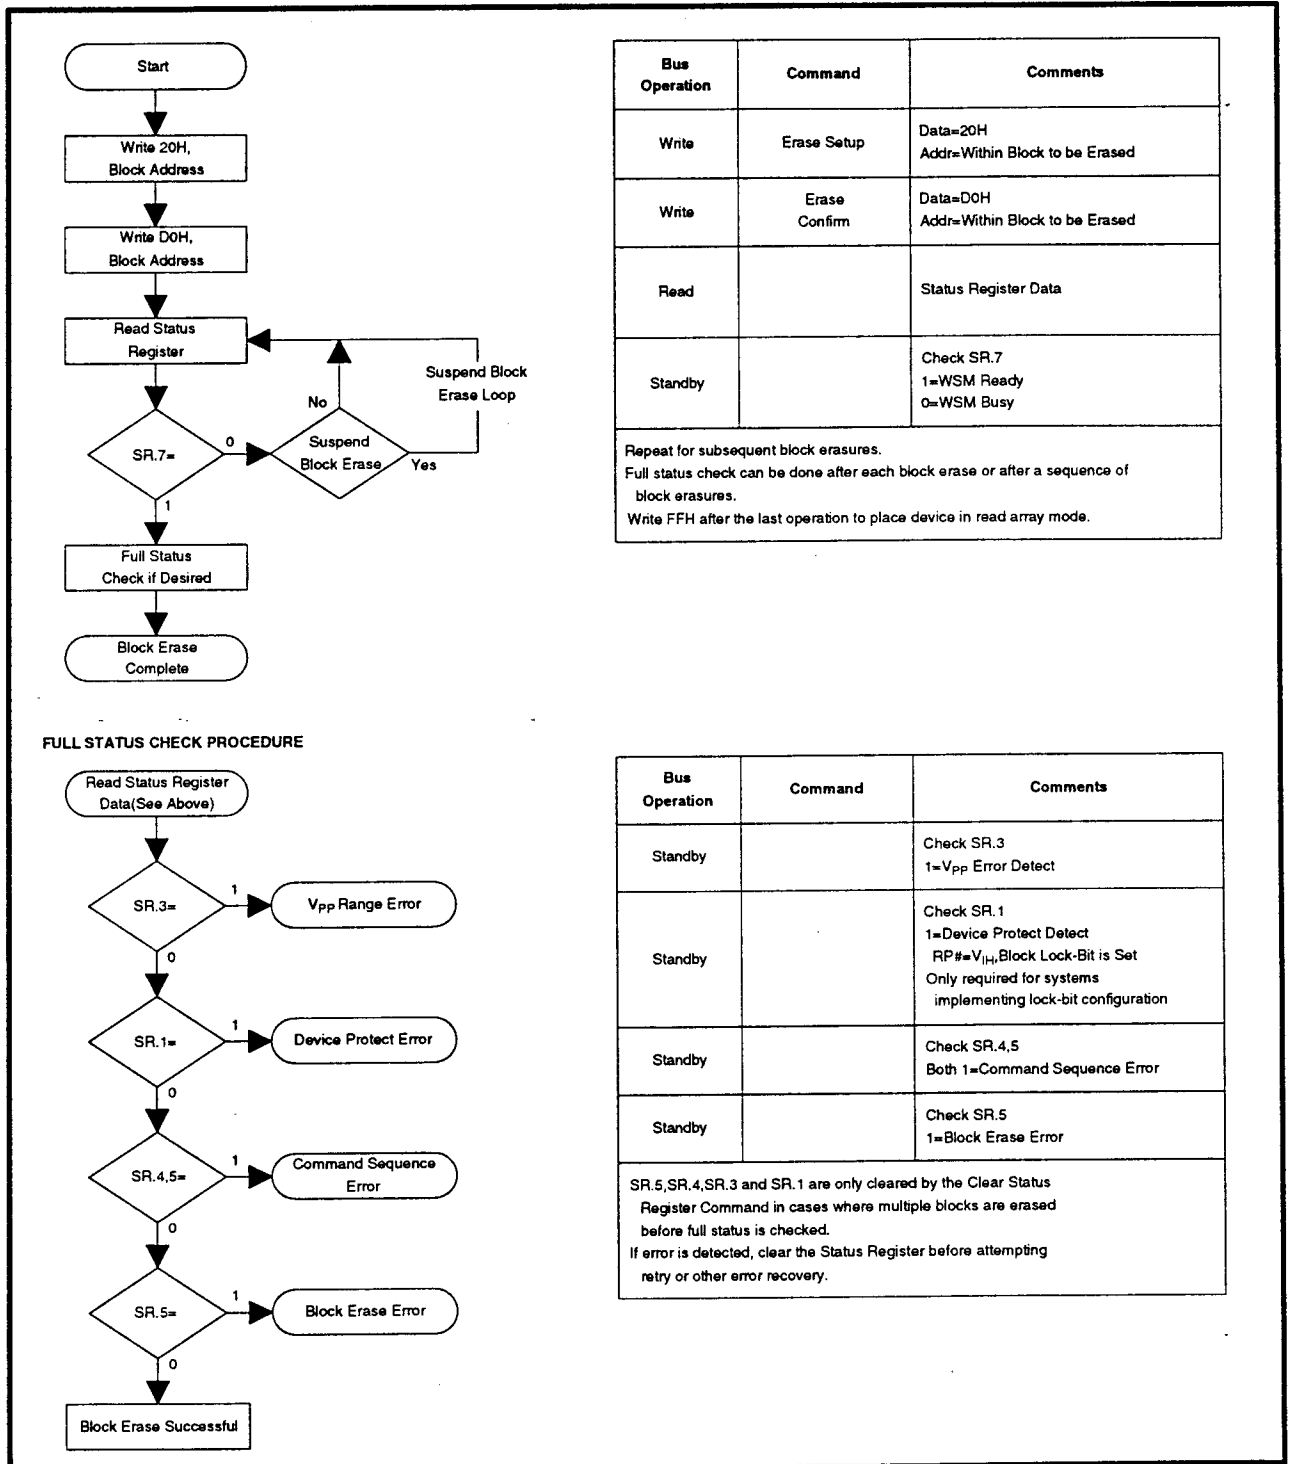 Start
Write 20H,
Block Address
Write D0H,
Block Address
Read Status
Register
Suspend Block
Erase Loop
No
SR.7=
0
Suspend
Block Erase
Yes
1
Full Status
Check if Desired
Block Erase
Complete
Bus
Operation
Command
Comments
Write
Erase Setup
Data=20H
Addr=Within Block to be Erased
Write
Erase
Confirm
Data=D0H
Addr=Within Block to be Erased
Read
Status Register Data
Standby
Check SR.7
1=WSM Ready
0=WSM Busy
Repeat for subsequent block erasures.
Full status check can be done after each block erase or after a sequence of
block erasures.
Write FFH after the last operation to place device in read array mode.
FULL STATUS CHECK PROCEDURE
Read Status Register
Data(See Above)
SR.3=
1
VPP Range Error
0
SR.1=
1
Device Protect Error
0
SR.4,5=
1
Command Sequence
Error
0
SR.5=
1
Block Erase Error
0
Block Erase Successful
Bus
Operation
Command
Comments
Standby
Check SR.3
1=VPP Error Detect
Standby
Check SR.1
1=Device Protect Detect
RP#=VIH,Block Lock-Bit is Set
Only required for systems
implementing lock-bit configuration
Standby
Check SR.4,5
Both 1=Command Sequence Error
Standby
Check SR.5
1=Block Erase Error
SR.5,SR.4,SR.3 and SR.1 are only cleared by the Clear Status
Register Command in cases where multiple blocks are erased
before full status is checked.
If error is detected, clear the Status Register before attempting
retry or other error recovery.